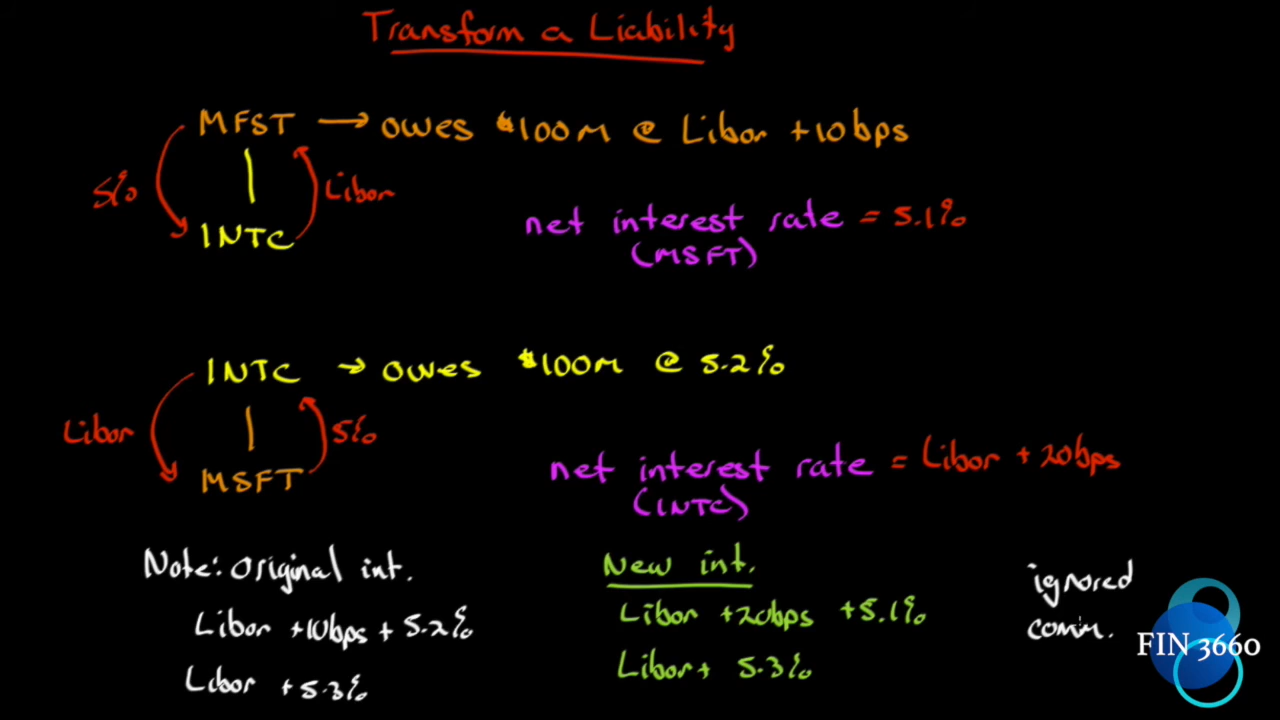 Transform a Liability
MFST → owes $100M @ Libor +10bps
5%
Libor
INTC
net interest rate = 5.1%
(MSFT)
INTC → owes $100M @ 5.2%
Libor
5%
MSFT
net interest rate = Libor + 20bps
(INTC)
Note: Original int.
Libor +10bps + 5.2%
Libor + 5.3%
New int.
Libor +20bps +5.1%
Libor + 5.3%
ignored
comm.
FIN 3660